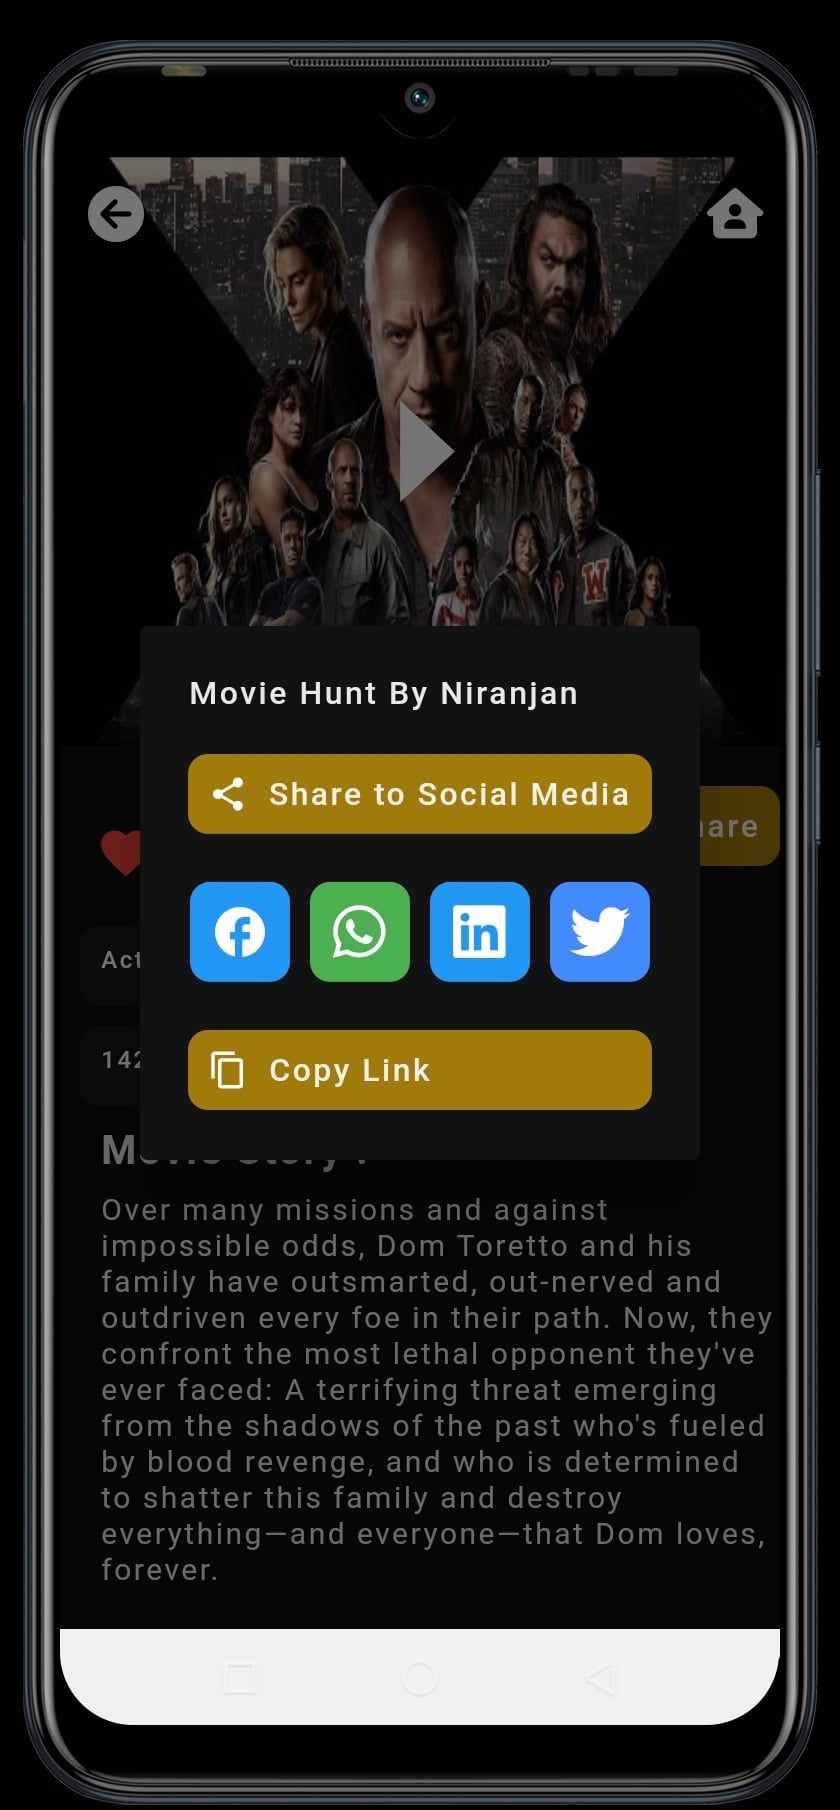 W
Movie Hunt By Niranjan
Share to Social Media
in
Copy Link
Act
142
Over many missions and against
impossible odds, Dom Toretto and his
family have outsmarted, out-nerved and
outdriven every foe in their path. Now, they
confront the most lethal opponent they've
ever faced: A terrifying threat emerging
from the shadows of the past who's fueled
by blood revenge, and who is determined
to shatter this family and destroy
everything—and everyone—that Dom loves,
forever.